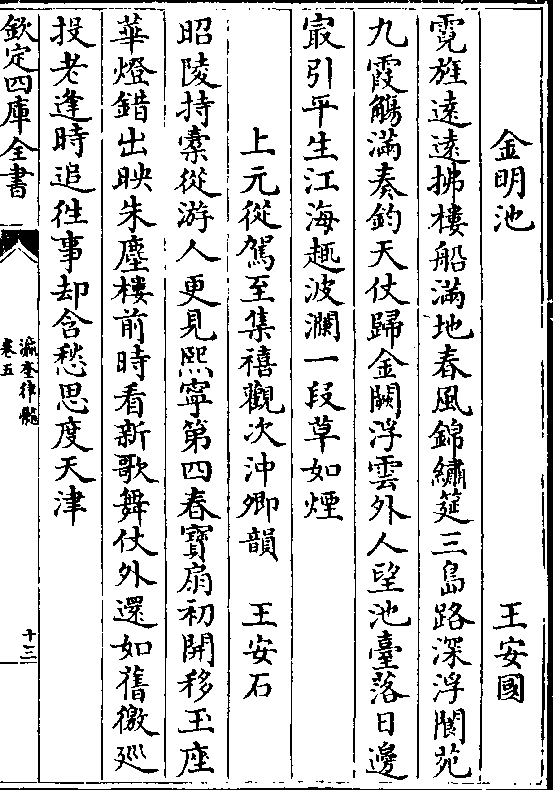 金明池　王安國
霓旌遠遠拂樓船滿地春風錦繡筵三島路深浮閬苑
九霞觴滿奏鈞天仗歸金闕浮雲外人望池臺落日邊
最引平生江海趣波瀾一段草如煙
上元從駕至集禧觀次沖卿韻　王安石
昭陵持橐從游人更見熙寧第四春寶扇初開移玉座
華燈錯出映朱塵樓前時看新歌舞仗外還如舊徼廵
投老逢時追徃事却含愁思度天津
欽定四庫全書
瀛奎律髓
卷五
十三